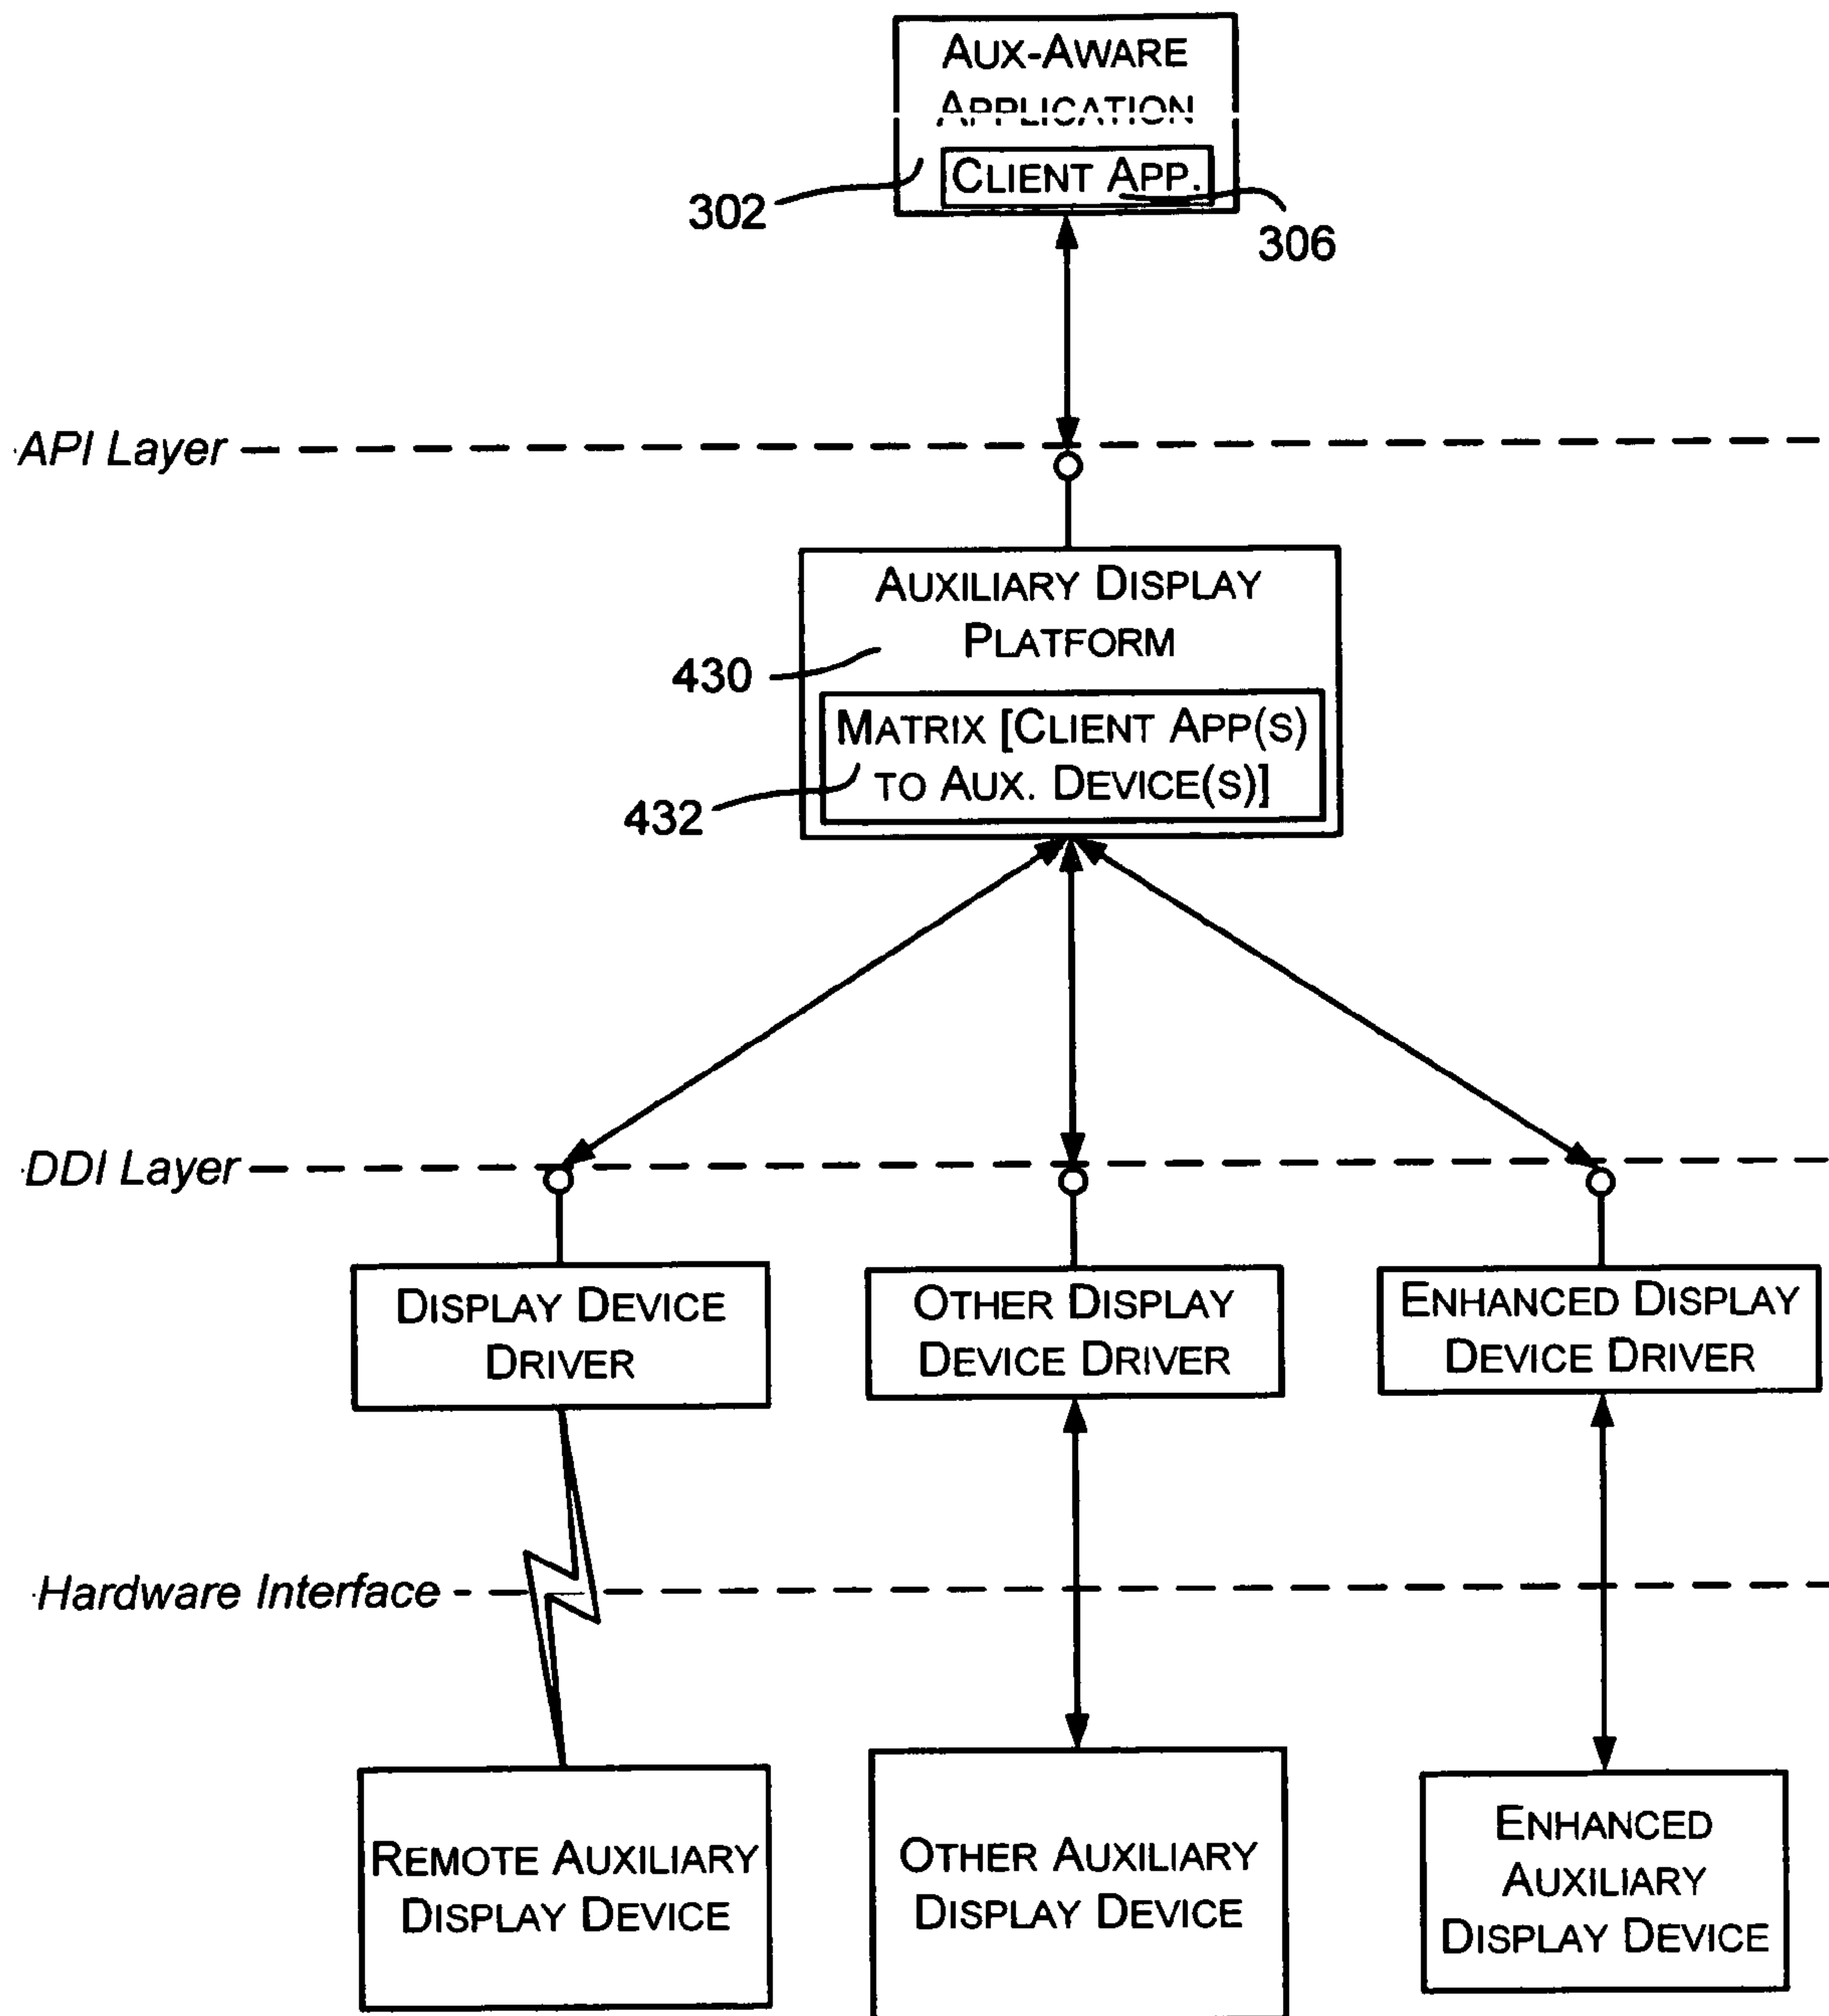 AUX-AWARE
APPLICATION
CLIENT APP.
302
306
API Layer
AUXILIARY DISPLAY
PLATFORM
430
MATRIX [CLIENT APP(S)
TO AUX. DEVICE(S)]
432
DDI Layer
DISPLAY DEVICE
DRIVER
OTHER DISPLAY
DEVICE DRIVER
ENHANCED DISPLAY
DEVICE DRIVER
Hardware Interface
REMOTE AUXILIARY
DISPLAY DEVICE
OTHER AUXILIARY
DISPLAY DEVICE
ENHANCED
AUXILIARY
DISPLAY DEVICE